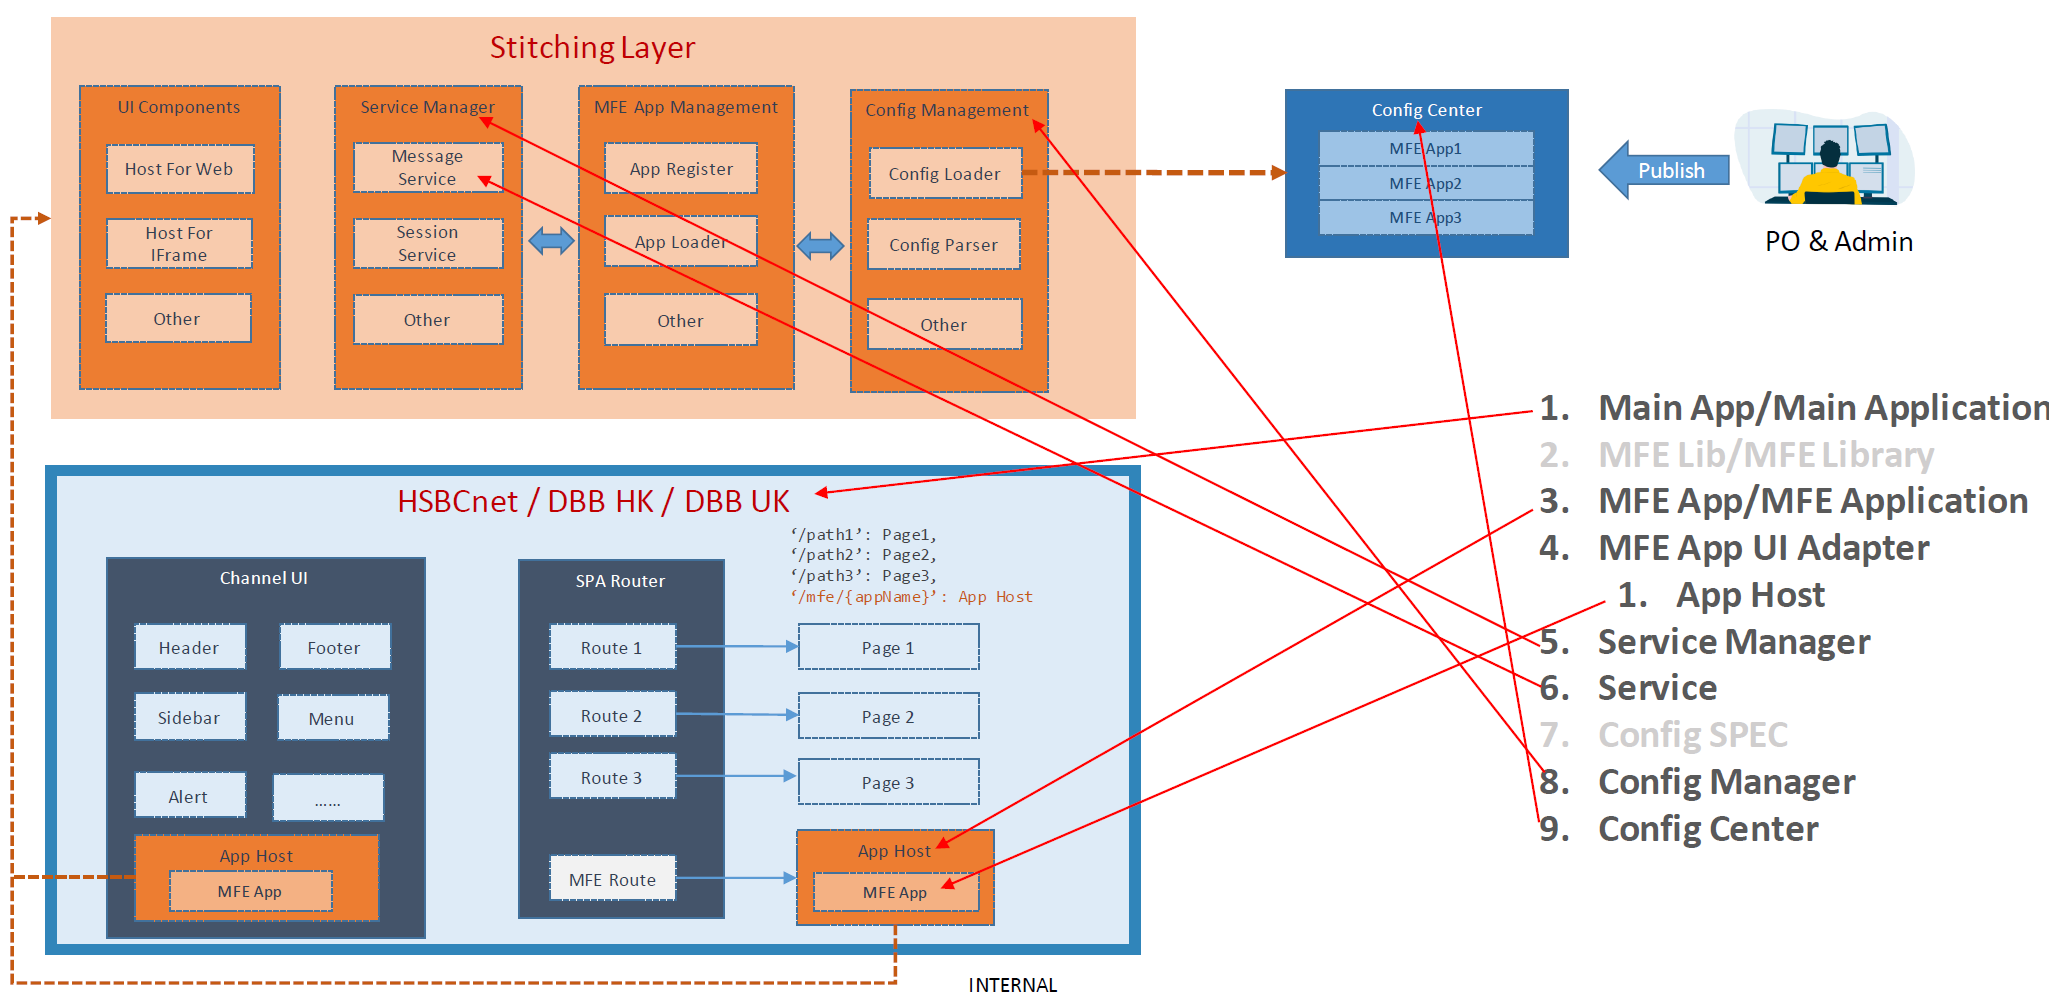 Stitching Layer
UI Components
Host For Web
Host For
IFrame
Other
Service Manager
Message
Service
Session
Service
Other
MFE App Management
App Register
App Loader
Other
Config Management
Config Loader
Config Parser
Other
Config Center
MFE App1
MFE App2
MFE App3
Publish
PO & Admin
HSBCnet / DBB HK / DBB UK
Channel UI
Header
Footer
Sidebar
Menu
Alert
......
App Host
MFE App
SPA Router
Route 1
Route 2
Route 3
MFE Route
‘/path1’: Page1,
‘/path2’: Page2,
‘/path3’: Page3,
‘/mfe/{appName}’: App Host
Page 1
Page 2
Page 3
App Host
MFE App
1. Main App/Main Application
2. MFE Lib/MFE Library
3. MFE App/MFE Application
4. MFE App UI Adapter
1. App Host
5. Service Manager
6. Service
7. Config SPEC
8. Config Manager
9. Config Center
INTERNAL